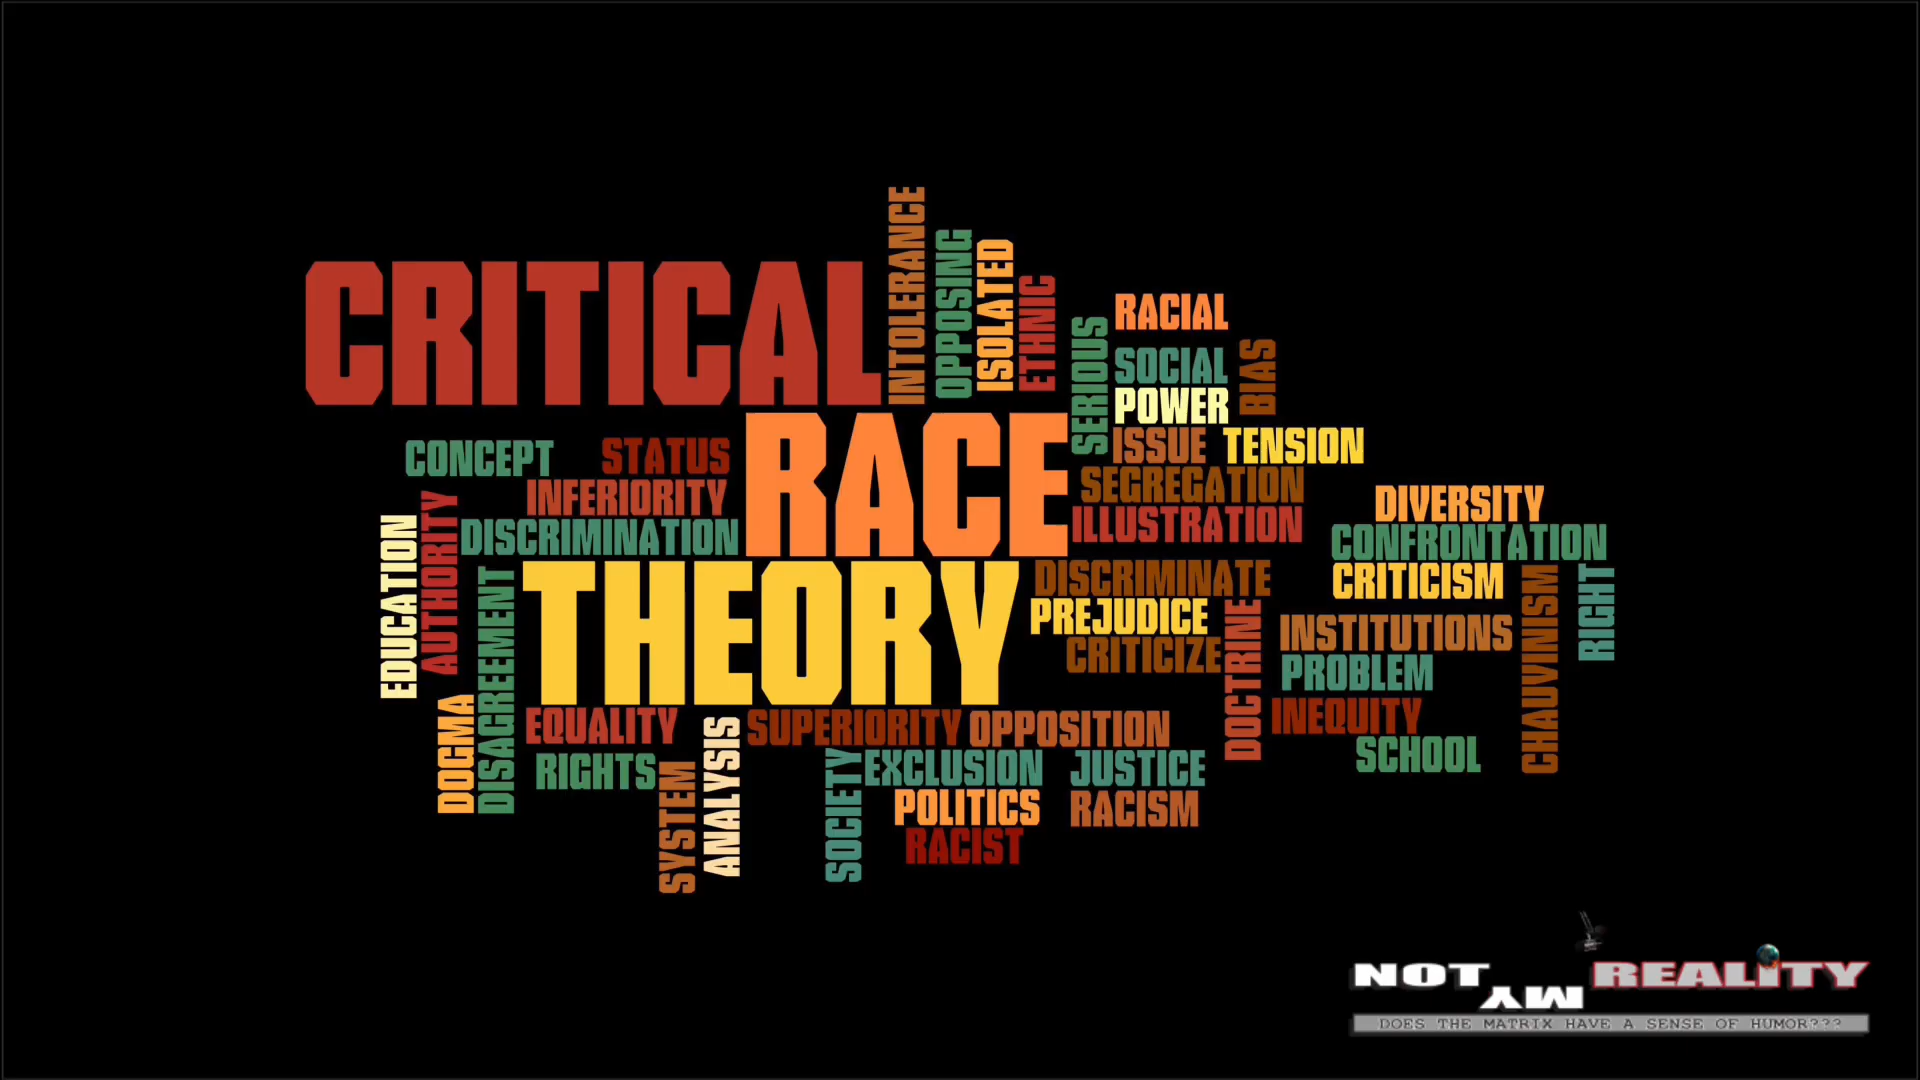 CRITICAL
RACE
THEORY
INTOLERANCE
OPPOSING
ISOLATED
ETHNIC
SERIOUS
RACIAL
SOCIAL
POWER
BIAS
ISSUE
TENSION
SEGREGATION
ILLUSTRATION
CONCEPT
STATUS
INFERIORITY
DISCRIMINATION
EDUCATION
AUTHORITY
DOGMA
DISAGREEMENT
DISCRIMINATE
PREJUDICE
CRITICIZE
DOCTRINE
DIVERSITY
CONFRONTATION
CRITICISM
CHAUVINISM
RIGHT
INSTITUTIONS
PROBLEM
INEQUITY
SCHOOL
EQUALITY
RIGHTS
SYSTEM
ANALYSIS
SUPERIORITY
OPPOSITION
SOCIETY
EXCLUSION
JUSTICE
POLITICS
RACISM
RACIST
NOT MY REALITY
DOES THE MATRIX HAVE A SENSE OF HUMOR???